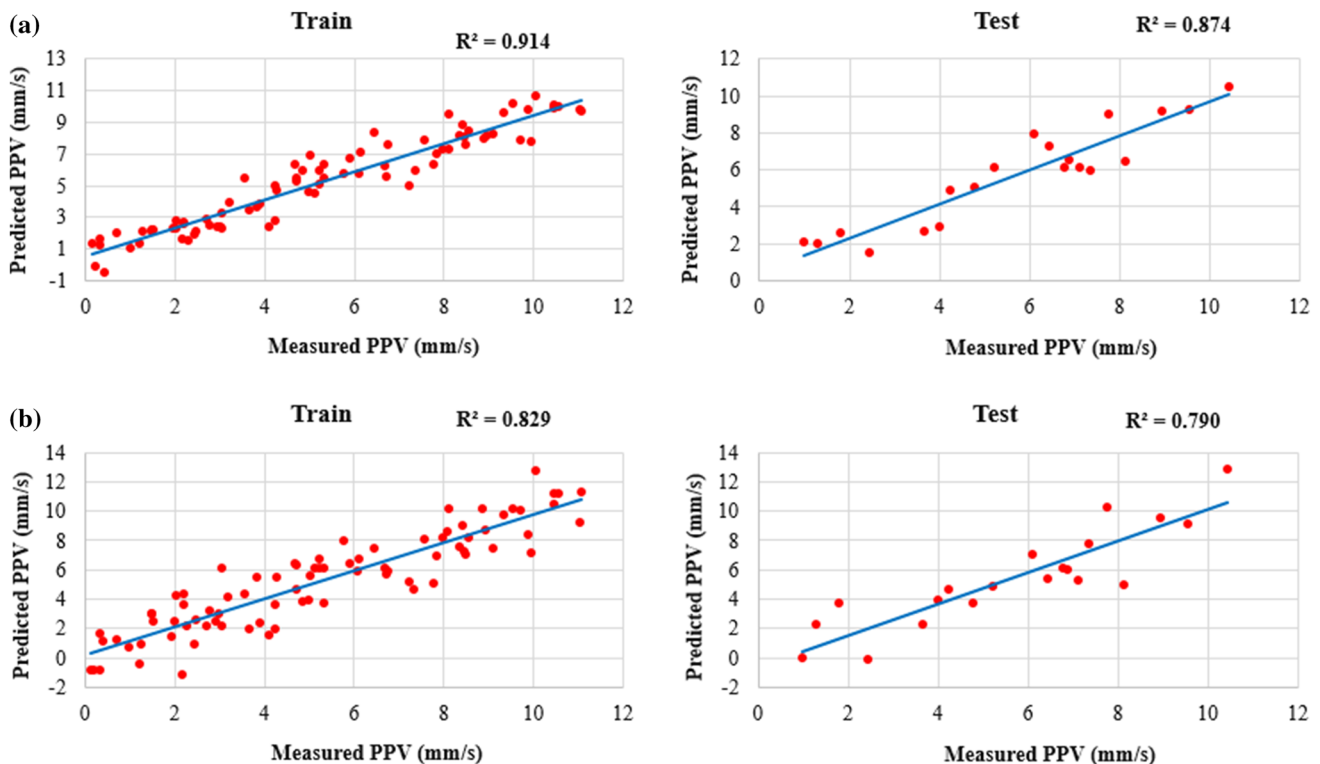 (a)
Train
R² = 0.914
Predicted PPV (mm/s)
13
11
9
7
5
3
1
-1
0 2 4 6 8 10 12
Measured PPV (mm/s)
Test
R² = 0.874
Predicted PPV (mm/s)
12
10
8
6
4
2
0
0 2 4 6 8 10 12
Measured PPV (mm/s)
(b)
Train
R² = 0.829
Predicted PPV (mm/s)
14
12
10
8
6
4
2
0
-2
0 2 4 6 8 10 12
Measured PPV (mm/s)
Test
R² = 0.790
Predicted PPV (mm/s)
14
12
10
8
6
4
2
0
-2
0 2 4 6 8 10 12
Measured PPV (mm/s)